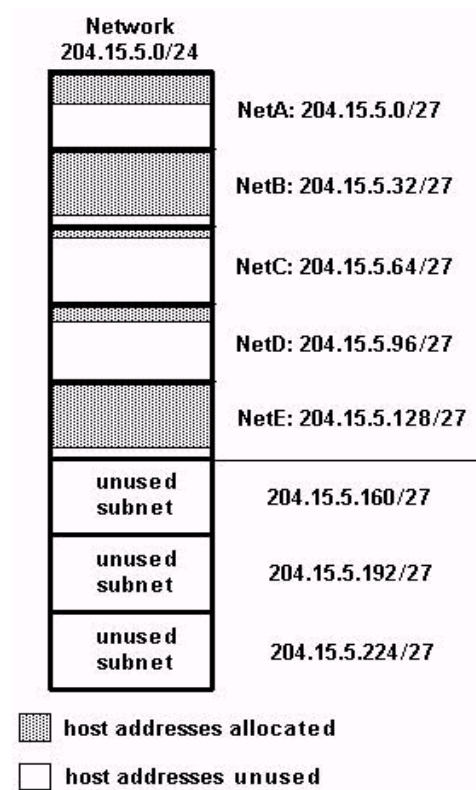 Network
204.15.5.0/24
NetA: 204.15.5.0/27
NetB: 204.15.5.32/27
NetC: 204.15.5.64/27
NetD: 204.15.5.96/27
NetE: 204.15.5.128/27
unused
subnet
204.15.5.160/27
unused
subnet
204.15.5.192/27
unused
subnet
204.15.5.224/27
host addresses allocated
host addresses unused